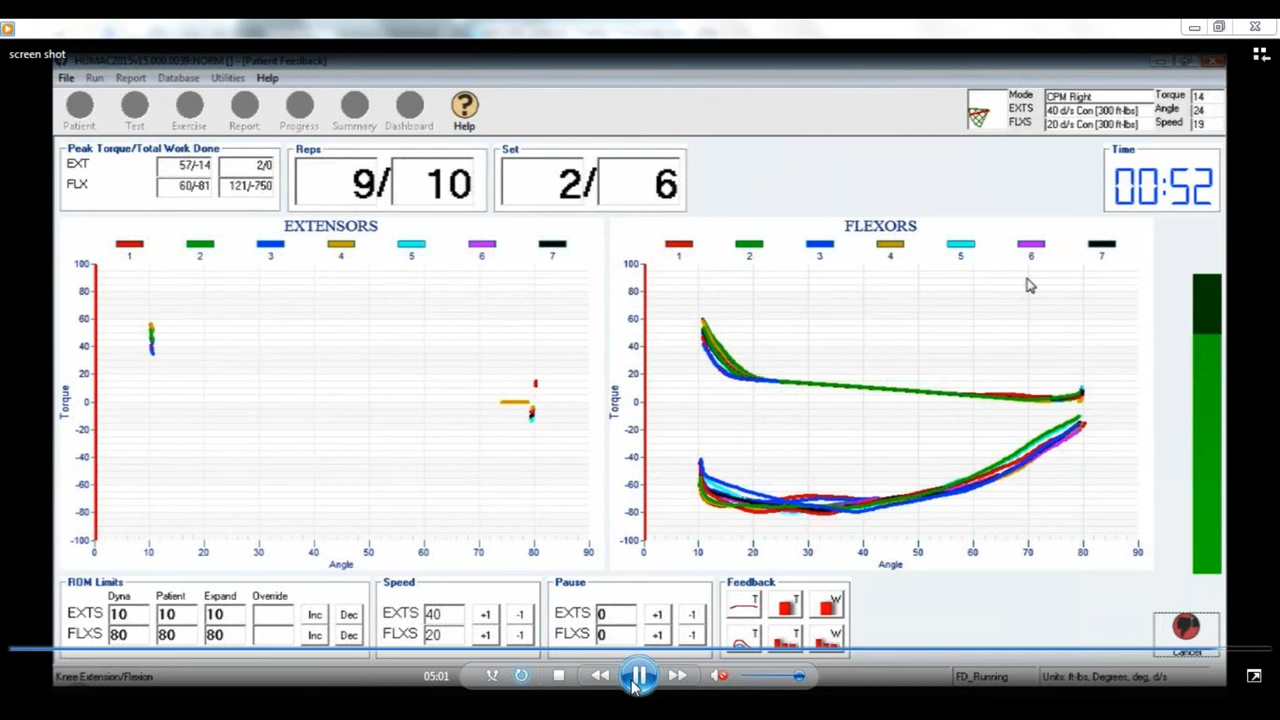 screen shot
HUMAC2015v15.000.0039:NORM [] - [Patient Feedback]
File Run Report Database Utilities Help
Patient Test Exercise Report Progress Summary Dashboard Help
Mode CPM Right Torque 14
EXTS 40 d/s Con [300 ft-lbs] Angle 24
FLXS 20 d/s Con [300 ft-lbs] Speed 19
Peak Torque/Total Work Done
EXT 57/-14 2/0
FLX 60/-81 121/-750
Reps
9/ 10
Set
2/ 6
Time
00:52
EXTENSORS
1 2 3 4 5 6 7
100
80
60
40
20
0
-20
-40
-60
-80
-100
Torque
0 10 20 30 40 50 60 70 80 90
Angle
FLEXORS
1 2 3 4 5 6 7
100
80
60
40
20
0
-20
-40
-60
-80
-100
Torque
0 10 20 30 40 50 60 70 80 90
Angle
ROM Limits
Dyna Patient Expand Override
EXTS 10 10 10 Inc Dec
FLXS 80 80 80 Inc Dec
Speed
EXTS 40 +1 -1
FLXS 20 +1 -1
Pause
EXTS 0 +1 -1
FLXS 0 +1 -1
Feedback
T T W
T T W
Cancel
Knee Extension/Flexion
05:01
FD_Running
Units: ft-lbs, Degrees, deg, d/s